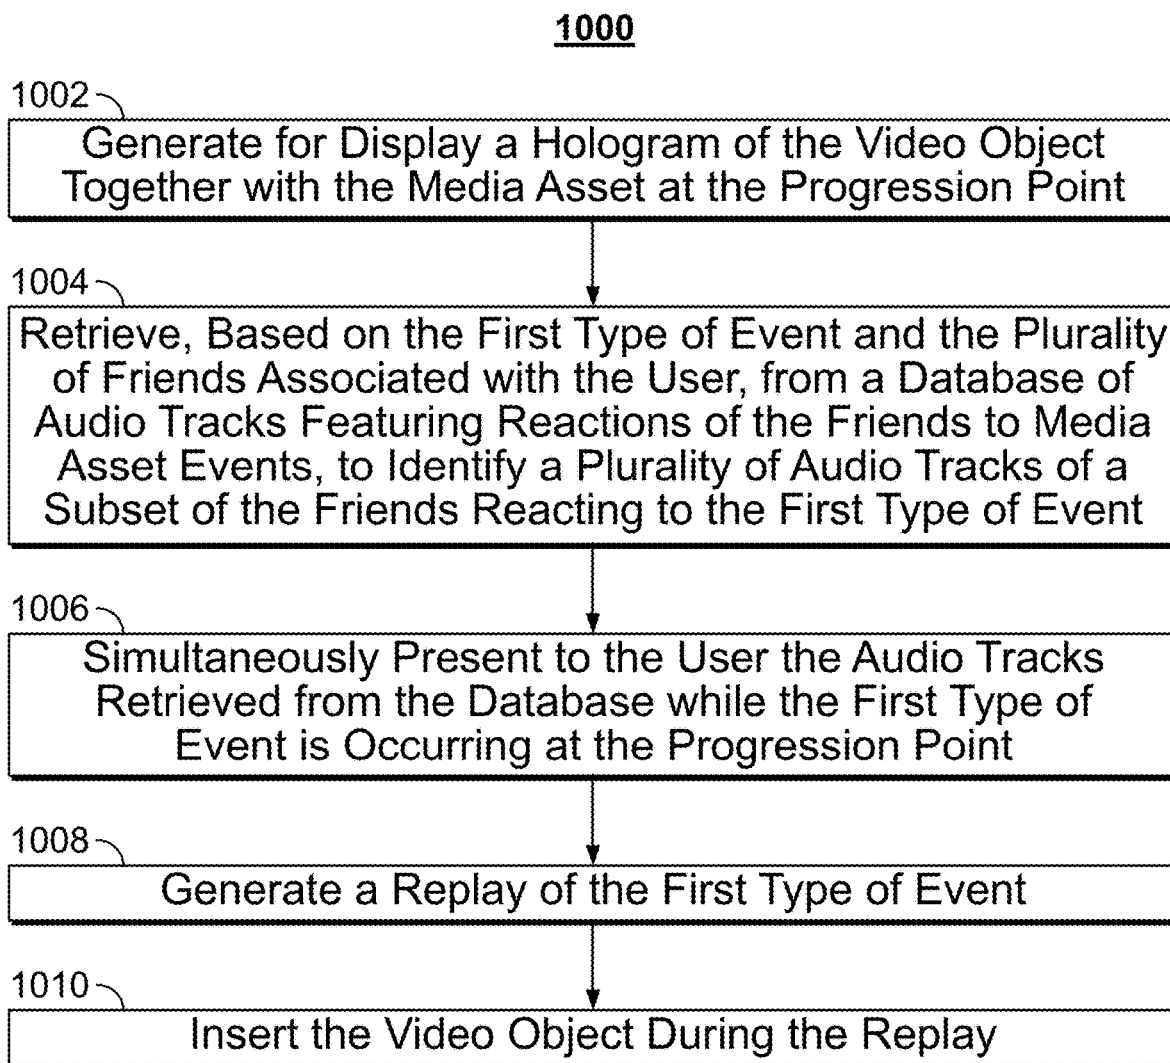 1000
1002
Generate for Display a Hologram of the Video Object
Together with the Media Asset at the Progression Point
1004
Retrieve, Based on the First Type of Event and the Plurality
of Friends Associated with the User, from a Database of
Audio Tracks Featuring Reactions of the Friends to Media
Asset Events, to Identify a Plurality of Audio Tracks of a
Subset of the Friends Reacting to the First Type of Event
1006
Simultaneously Present to the User the Audio Tracks
Retrieved from the Database while the First Type of
Event is Occurring at the Progression Point
1008
Generate a Replay of the First Type of Event
1010
Insert the Video Object During the Replay